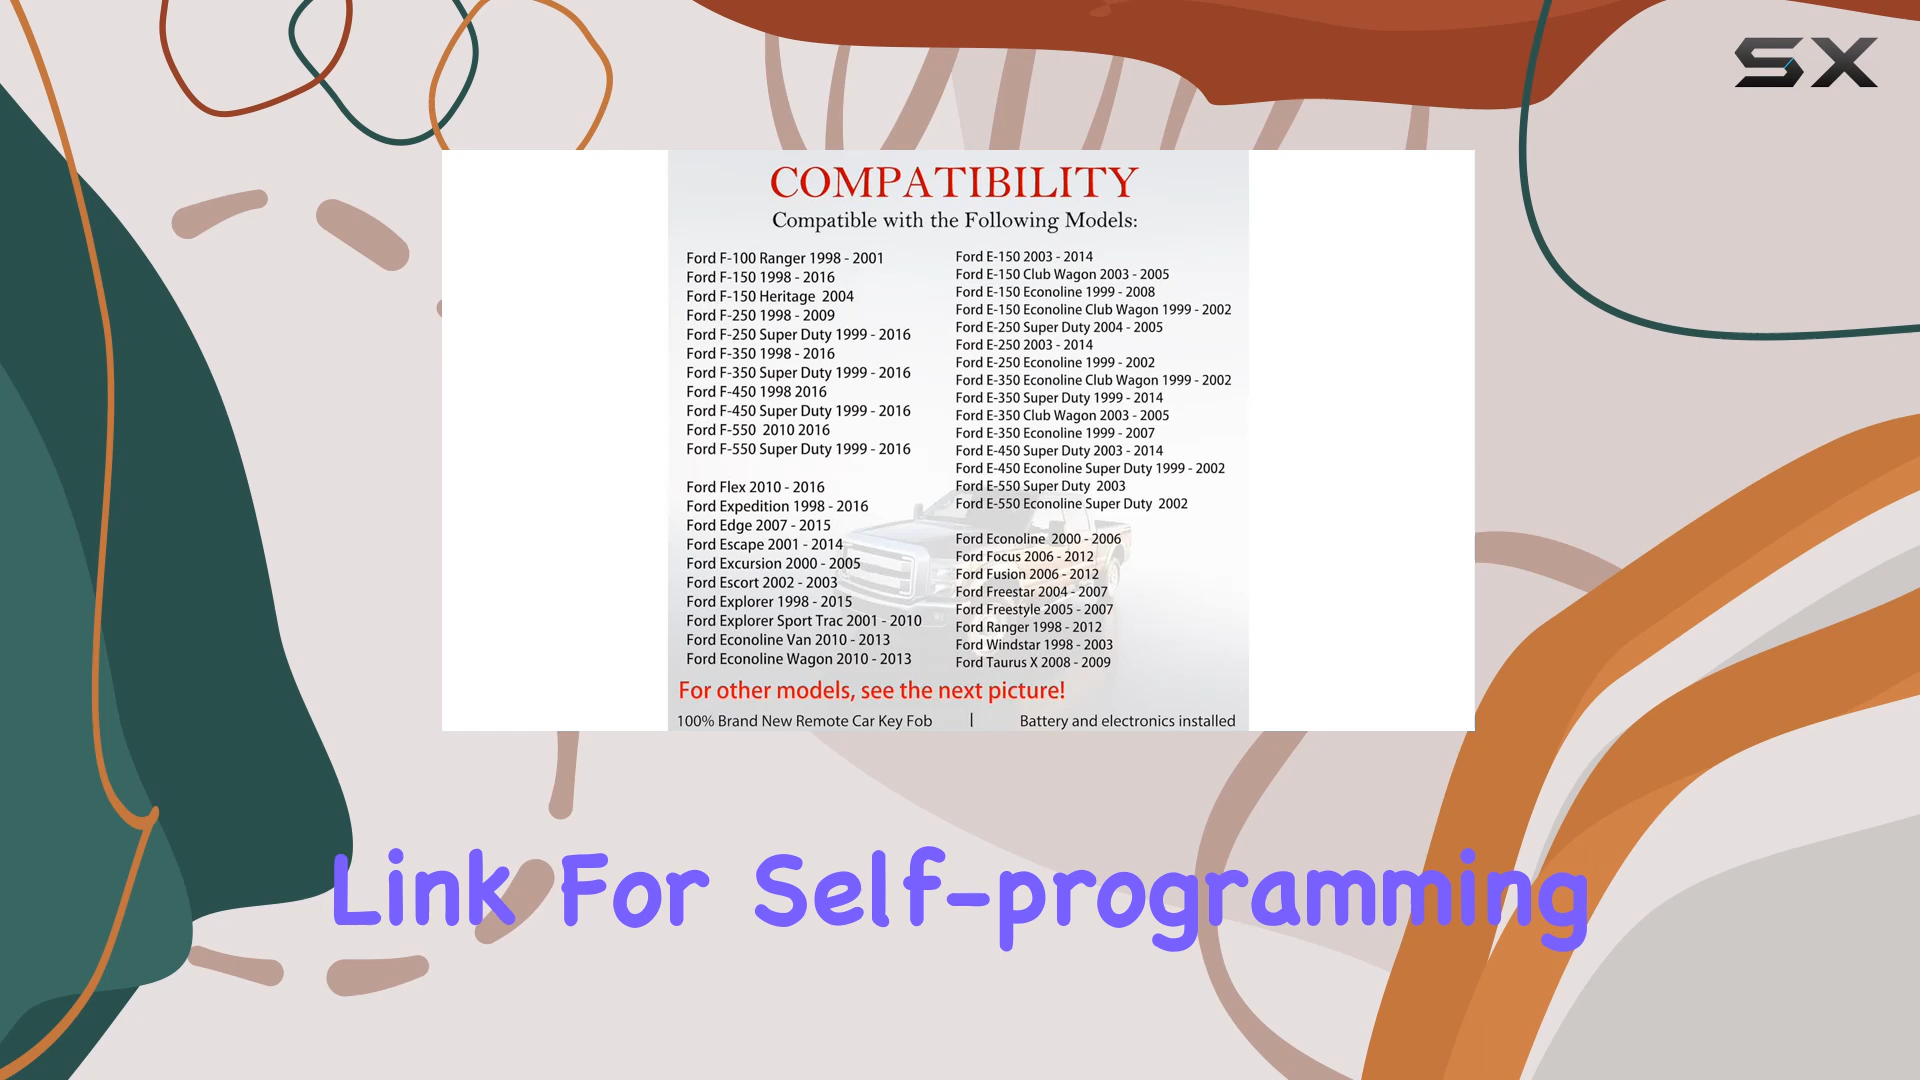 SX
COMPATIBILITY
Compatible with the Following Models:
Ford F-100 Ranger 1998 - 2001
Ford F-150 1998 - 2016
Ford F-150 Heritage 2004
Ford F-250 1998 - 2009
Ford F-250 Super Duty 1999 - 2016
Ford F-350 1998 - 2016
Ford F-350 Super Duty 1999 - 2016
Ford F-450 1998 2016
Ford F-450 Super Duty 1999 - 2016
Ford F-550 2010 2016
Ford F-550 Super Duty 1999 - 2016
Ford Flex 2010 - 2016
Ford Expedition 1998 - 2016
Ford Edge 2007 - 2015
Ford Escape 2001 - 2014
Ford Excursion 2000 - 2005
Ford Escort 2002 - 2003
Ford Explorer 1998 - 2015
Ford Explorer Sport Trac 2001 - 2010
Ford Econoline Van 2010 - 2013
Ford Econoline Wagon 2010 - 2013
Ford E-150 2003 - 2014
Ford E-150 Club Wagon 2003 - 2005
Ford E-150 Econoline 1999 - 2008
Ford E-150 Econoline Club Wagon 1999 - 2002
Ford E-250 Super Duty 2004 - 2005
Ford E-250 2003 - 2014
Ford E-250 Econoline 1999 - 2002
Ford E-350 Econoline Club Wagon 1999 - 2002
Ford E-350 Super Duty 1999 - 2014
Ford E-350 Club Wagon 2003 - 2005
Ford E-350 Econoline 1999 - 2007
Ford E-450 Super Duty 2003 - 2014
Ford E-450 Econoline Super Duty 1999 - 2002
Ford E-550 Super Duty 2003
Ford E-550 Econoline Super Duty 2002
Ford Econoline 2000 - 2006
Ford Focus 2006 - 2012
Ford Fusion 2006 - 2012
Ford Freestar 2004 - 2007
Ford Freestyle 2005 - 2007
Ford Ranger 1998 - 2012
Ford Windstar 1998 - 2003
Ford Taurus X 2008 - 2009
For other models, see the next picture!
100% Brand New Remote Car Key Fob | Battery and electronics installed
Link For Self-programming